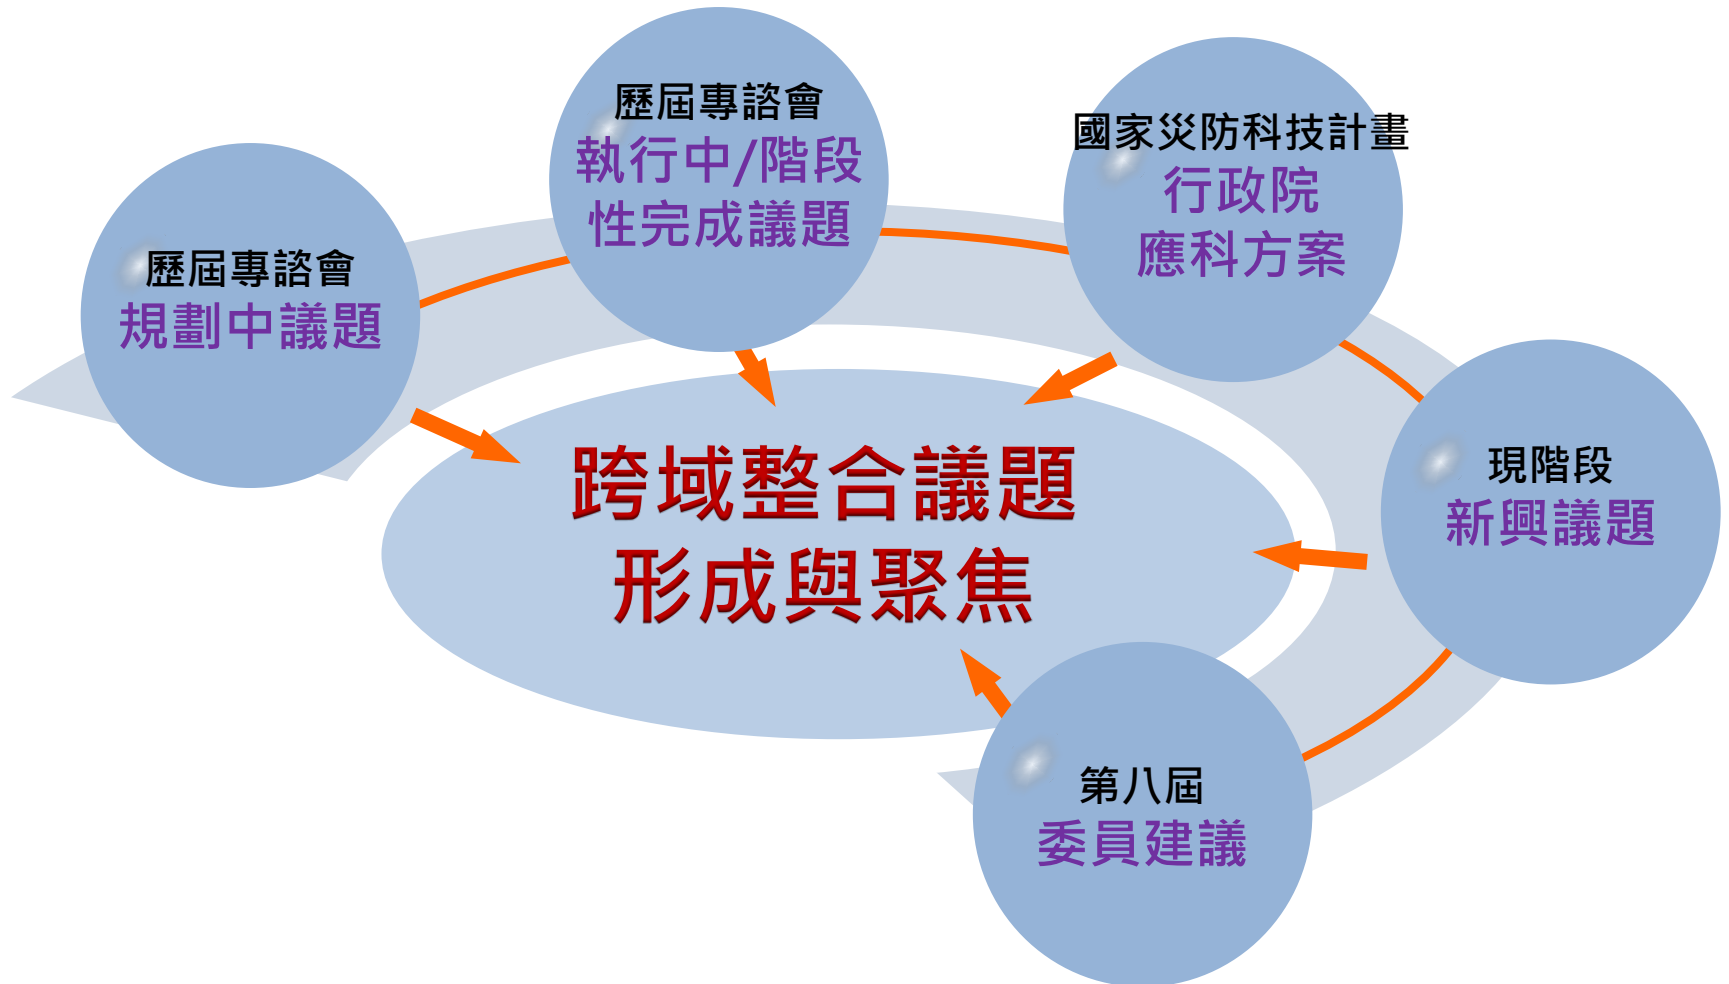 歷屆專諮會
規劃中議題
歷屆專諮會
執行中/階段
性完成議題
國家災防科技計畫
行政院
應科方案
現階段
新興議題
第八屆
委員建議
跨域整合議題
形成與聚焦